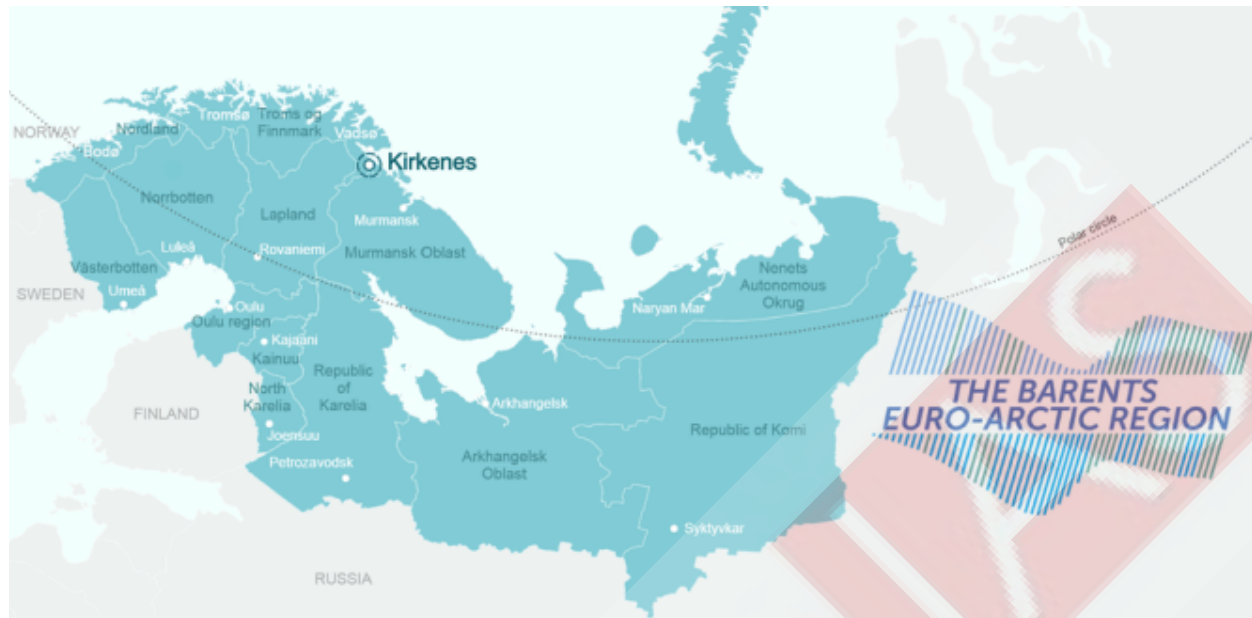 NORWAY
Nordland
Tromsø
Troms og
Finnmark
Vadsø
Bodø
Kirkenes
Norrbotten
Lapland
Murmansk
Murmansk Oblast
Polar circle
Luleå
Rovaniemi
Västerbotten
Umeå
SWEDEN
Oulu
Oulu region
Nenets
Autonomous
Okrug
Naryan Mar
Kajaani
Kainuu
North
Karelia
Republic
of
Karelia
FINLAND
Arkhangelsk
Joensuu
Petrozavodsk
Arkhangelsk
Oblast
Republic of Komi
Syktyvkar
RUSSIA
THE BARENTS
EURO-ARCTIC REGION